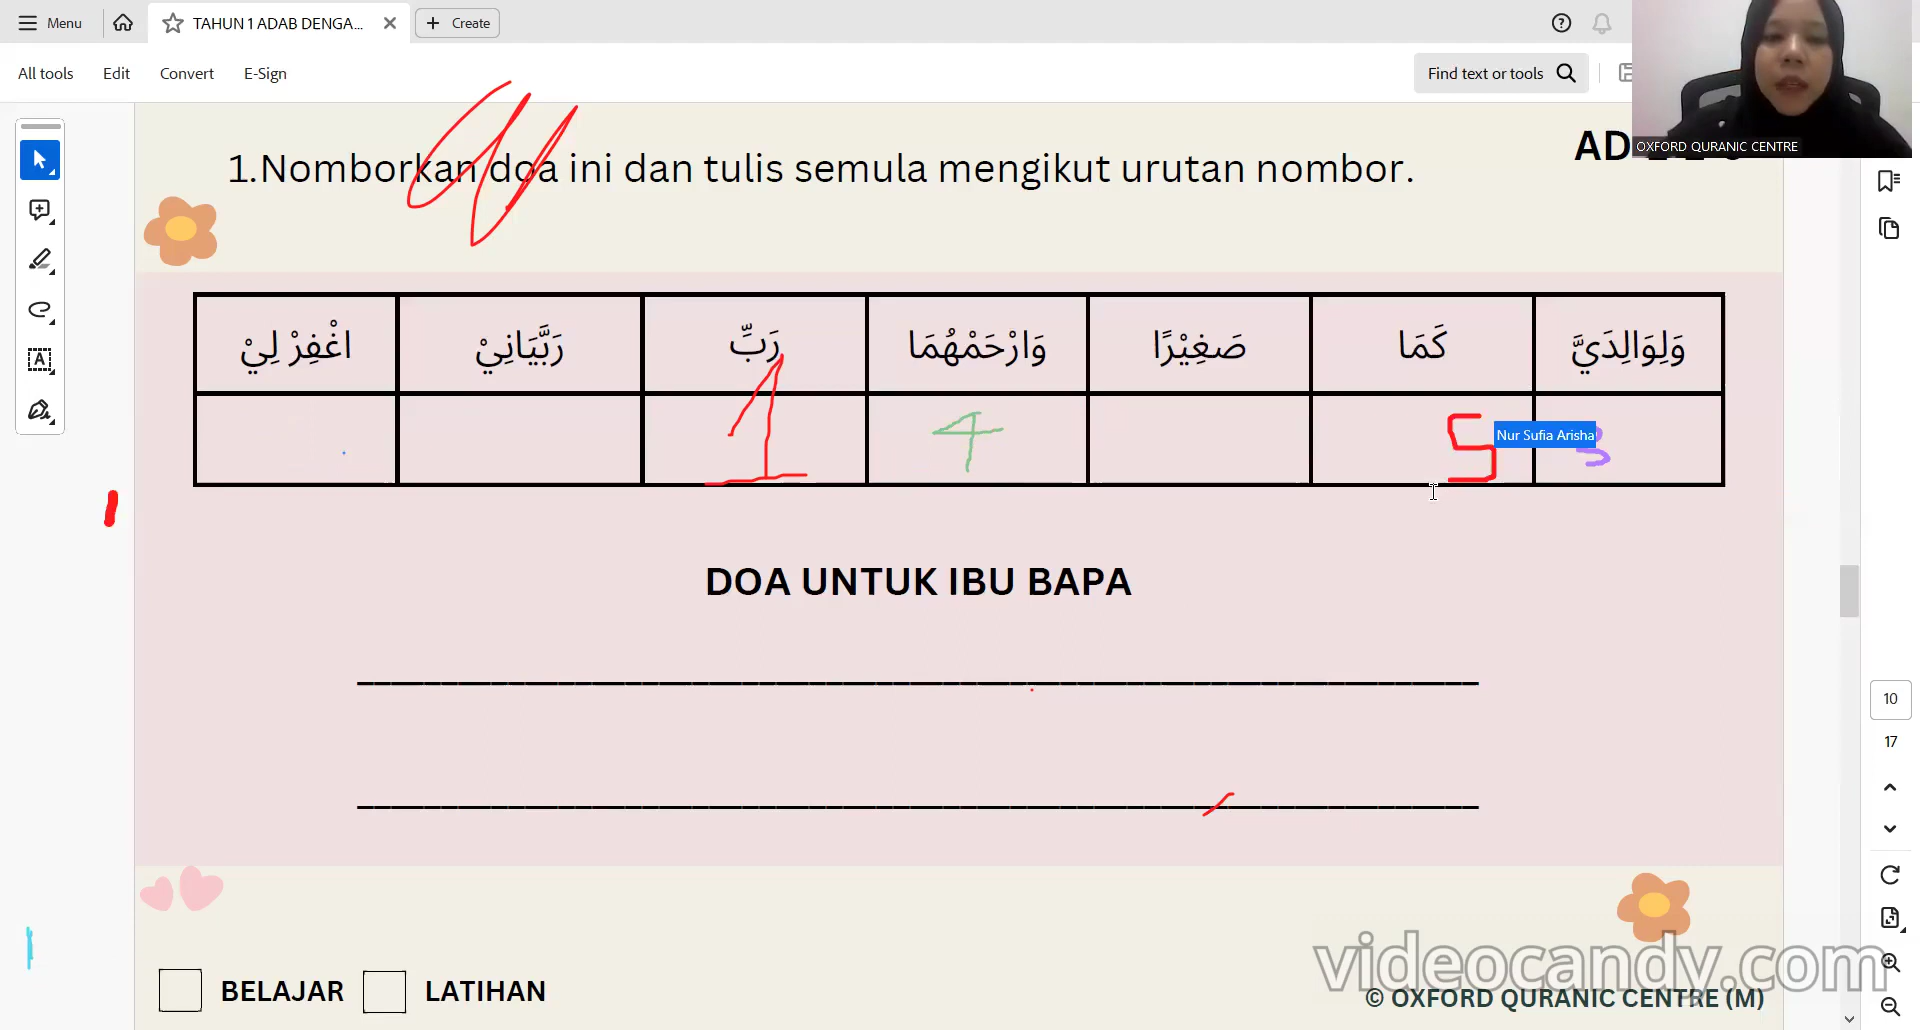 Menu
TAHUN 1 ADAB DENGA...
Create
All tools
Edit
Convert
E-Sign
Find text or tools
OXFORD QURANIC CENTRE
1.Nomborkan doa ini dan tulis semula mengikut urutan nombor.
وَلِوَالِدَيَّ
كَمَا
صَغِيْرًا
وَارْحَمْهُمَا
رَبِّ
رَبَّيَانِيْ
اغْفِرْ لِيْ
3
5
4
1
Nur Sufia Arisha
DOA UNTUK IBU BAPA
10
17
BELAJAR
LATIHAN
© OXFORD QURANIC CENTRE (M)
videocandy.com